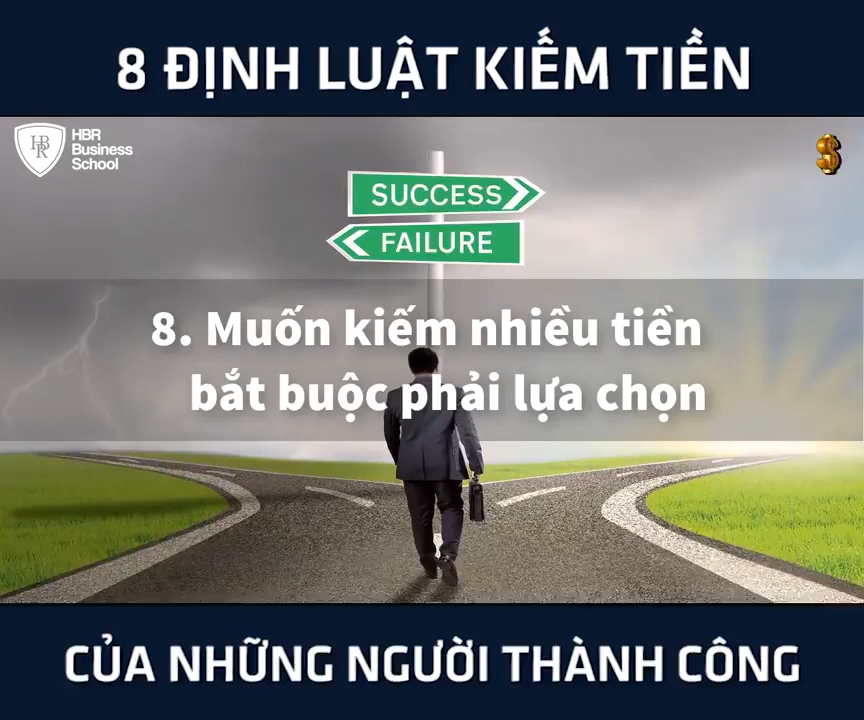 8 ĐỊNH LUẬT KIẾM TIỀN
HBR
HBR
Business
School
$
SUCCESS
FAILURE
8. Muốn kiếm nhiều tiền
bắt buộc phải lựa chọn
CỦA NHỮNG NGƯỜI THÀNH CÔNG